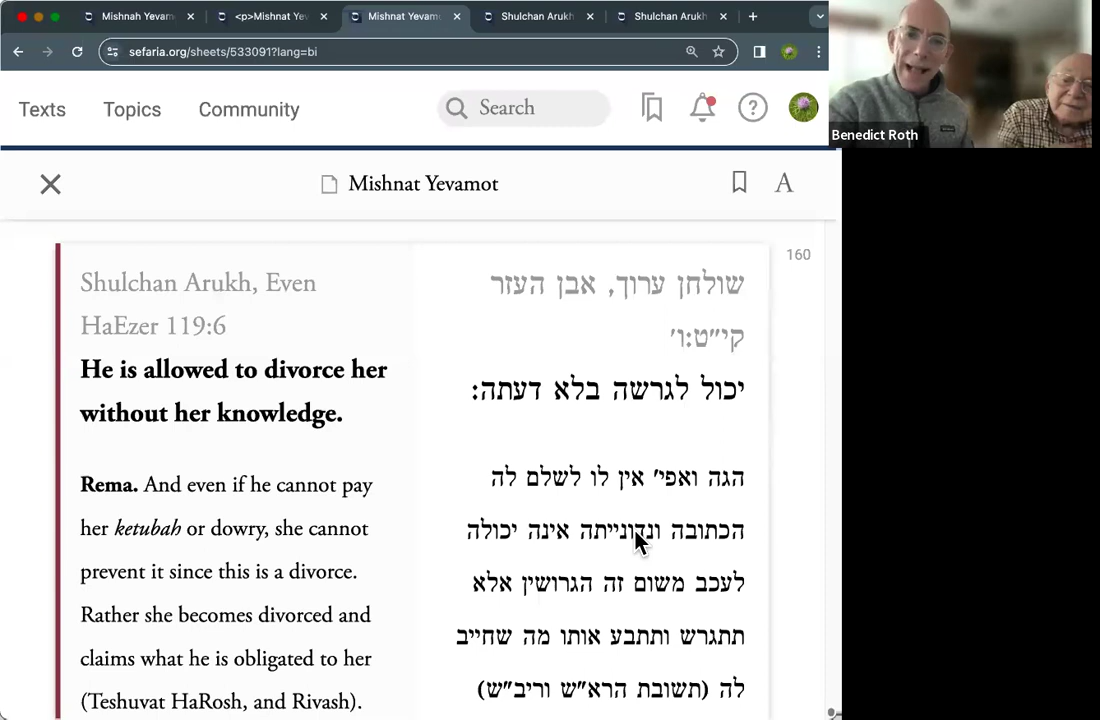 Mishnah Yevam
<p>Mishnat Yev
Mishnat Yevamo
Shulchan Arukh
Shulchan Arukh
sefaria.org/sheets/533091?lang=bi
Texts
Topics
Community
Search
Benedict Roth
Mishnat Yevamot
A
160
Shulchan Arukh, Even
HaEzer 119:6
He is allowed to divorce her
without her knowledge.
Rema. And even if he cannot pay
her ketubah or dowry, she cannot
prevent it since this is a divorce.
Rather she becomes divorced and
claims what he is obligated to her
(Teshuvat HaRosh, and Rivash).
שולחן ערוך, אבן העזר
קי״ט:ו׳
יכול לגרשה בלא דעתה:
הגה ואפי' אין לו לשלם לה
הכתובה ונדונייתה אינה יכולה
לעכב משום זה הגרושין אלא
תתגרש ותתבע אותו מה שחייב
לה (תשובת הרא"ש וריב"ש)